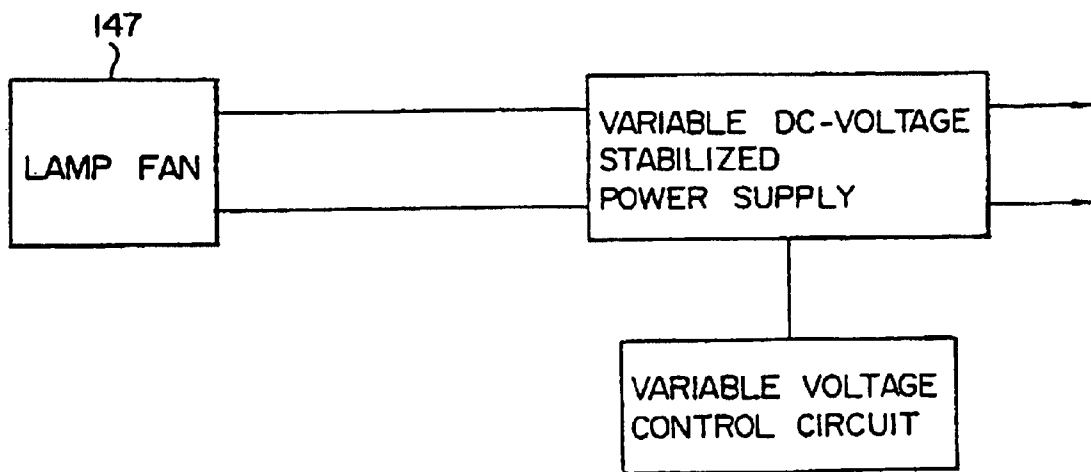 147
LAMP FAN
VARIABLE DC-VOLTAGE
STABILIZED
POWER SUPPLY
VARIABLE VOLTAGE
CONTROL CIRCUIT